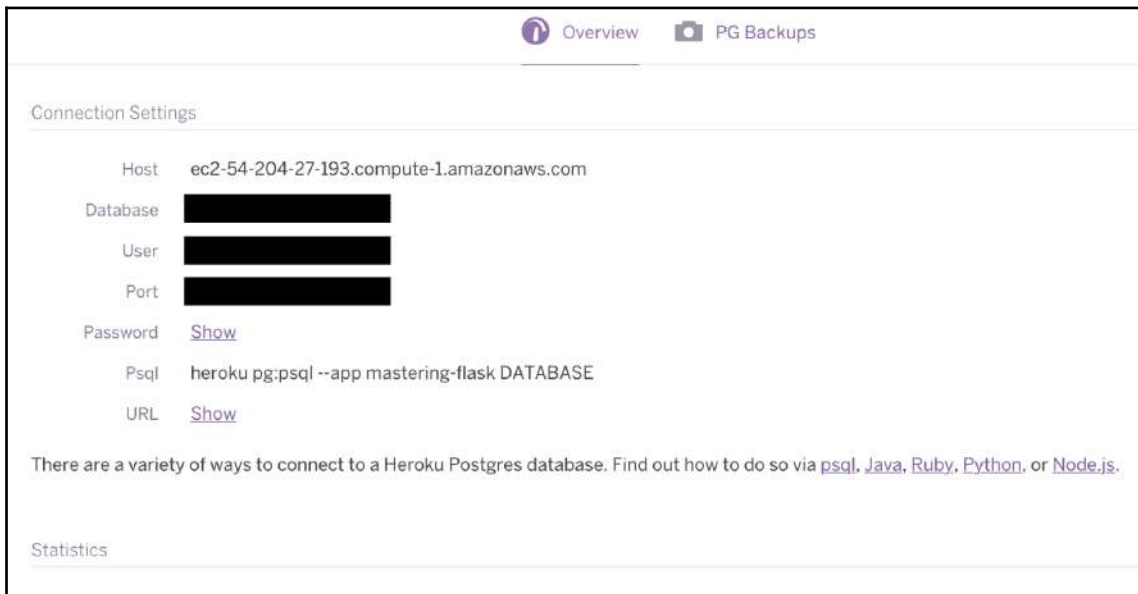 Overview PG Backups
Connection Settings
Host ec2-54-204-27-193.compute-1.amazonaws.com
Database
User
Port
Password Show
Psql heroku pg:psql --app mastering-flask DATABASE
URL Show
There are a variety of ways to connect to a Heroku Postgres database. Find out how to do so via psql, Java, Ruby, Python, or Node.js.
Statistics